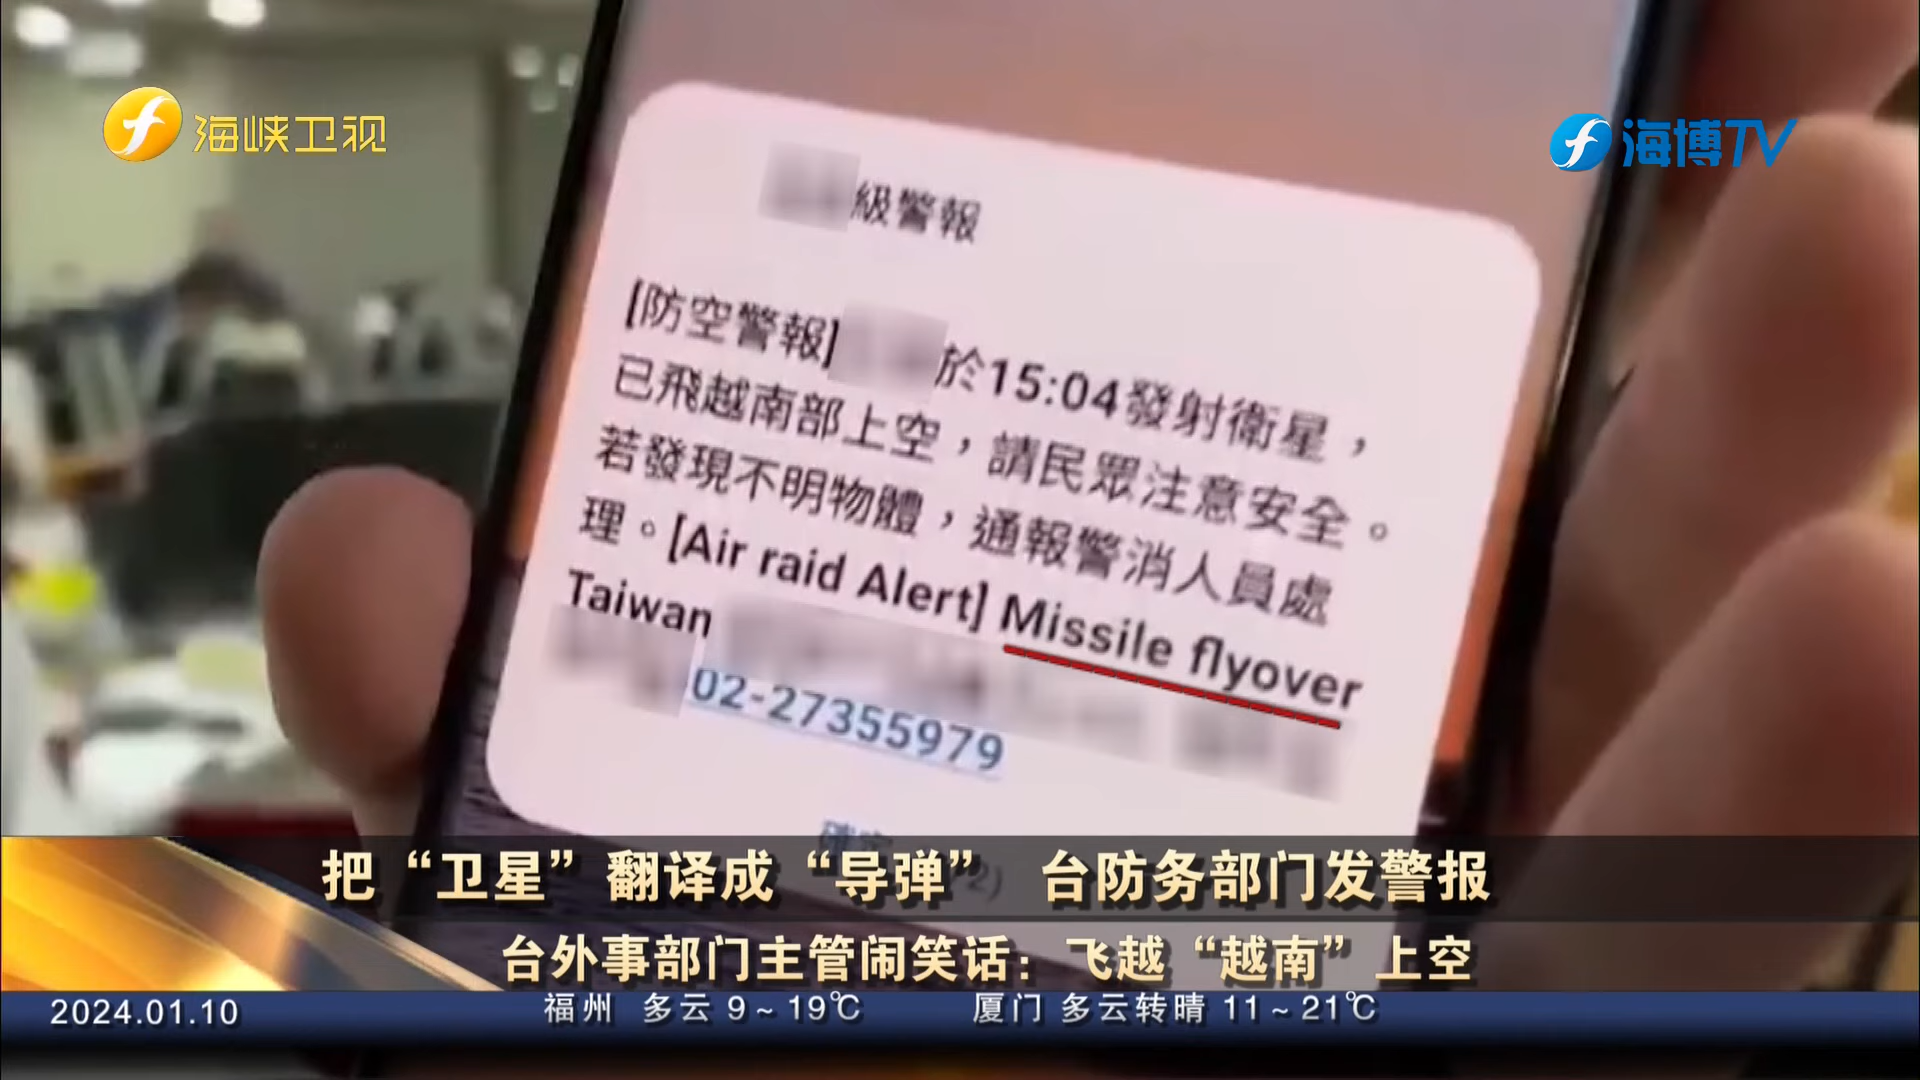 海峡卫视
海博TV
級警報
[防空警報] 於15:04發射衛星，
已飛越南部上空，請民眾注意安全。
若發現不明物體，通報警消人員處
理。[Air raid Alert] Missile flyover
Taiwan
02-27355979
確定
把“卫星”翻译成“导弹” 台防务部门发警报
台外事部门主管闹笑话：飞越“越南”上空
2024.01.10 福州 多云 9~19℃ 厦门 多云转晴 11~21℃